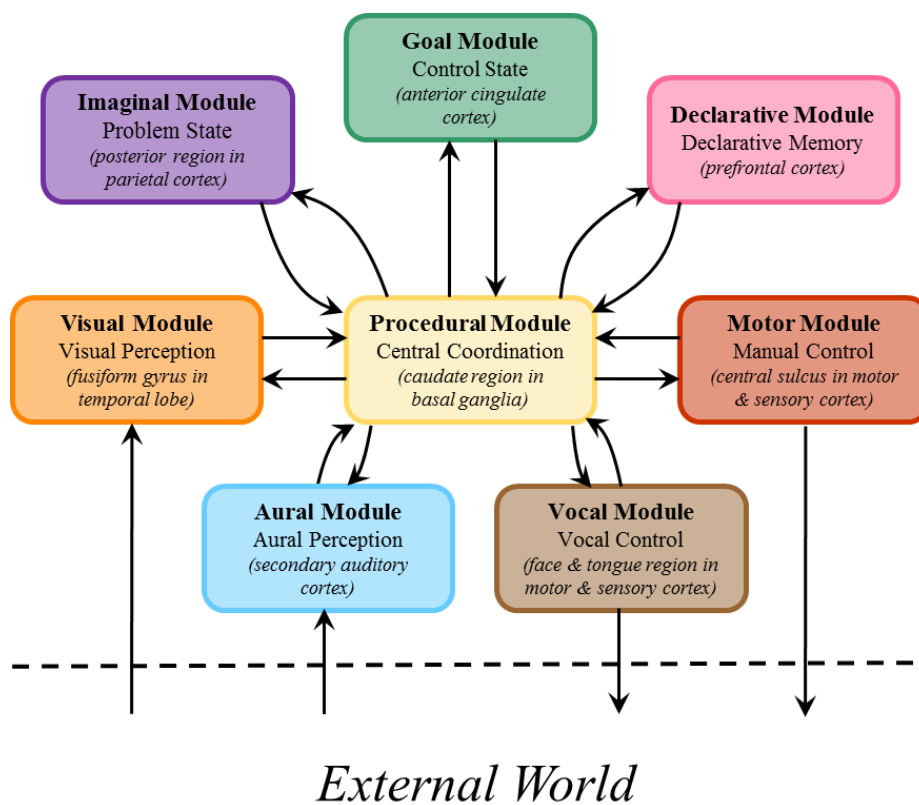 Goal Module
Control State
(anterior cingulate
cortex)
Imaginal Module
Problem State
(posterior region in
parietal cortex)
Declarative Module
Declarative Memory
(prefrontal cortex)
Visual Module
Visual Perception
(fusiform gyrus in
temporal lobe)
Procedural Module
Central Coordination
(caudate region in
basal ganglia)
Motor Module
Manual Control
(central sulcus in motor
& sensory cortex)
Aural Module
Aural Perception
(secondary auditory
cortex)
Vocal Module
Vocal Control
(face & tongue region in
motor & sensory cortex)
External World